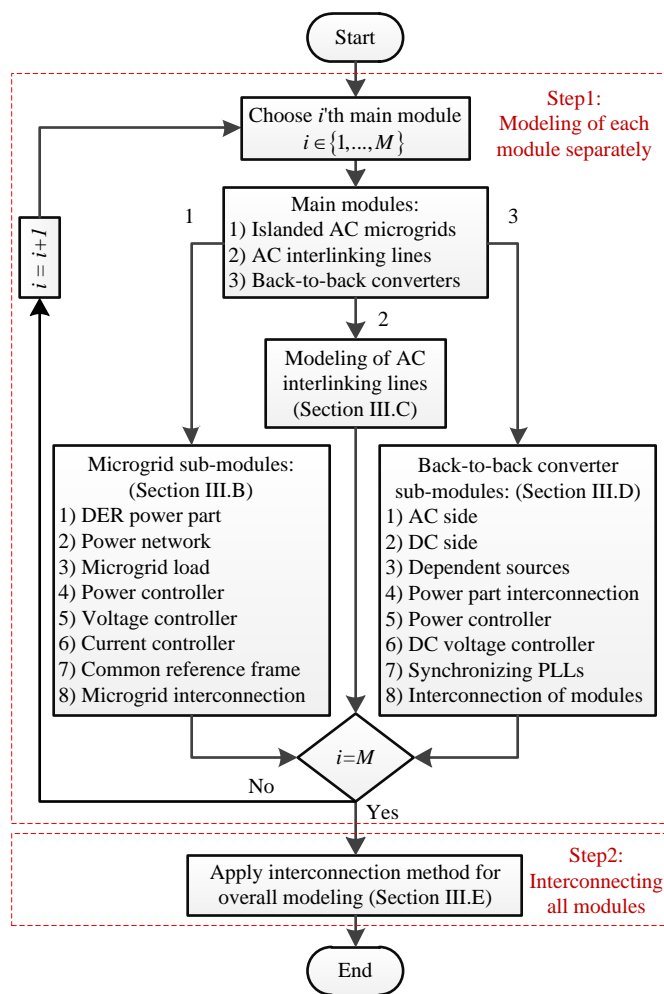 Start
Step1:
Modeling of each
module separately
Choose i'th main module
i∈{1,...,M}
Main modules:
1) Islanded AC microgrids
2) AC interlinking lines
3) Back-to-back converters
1
3
i = i+1
2
Modeling of AC
interlinking lines
(Section III.C)
Microgrid sub-modules:
(Section III.B)
1) DER power part
2) Power network
3) Microgrid load
4) Power controller
5) Voltage controller
6) Current controller
7) Common reference frame
8) Microgrid interconnection
Back-to-back converter
sub-modules: (Section III.D)
1) AC side
2) DC side
3) Dependent sources
4) Power part interconnection
5) Power controller
6) DC voltage controller
7) Synchronizing PLLs
8) Interconnection of modules
i=M
No
Yes
Apply interconnection method for
overall modeling (Section III.E)
Step2:
Interconnecting
all modules
End